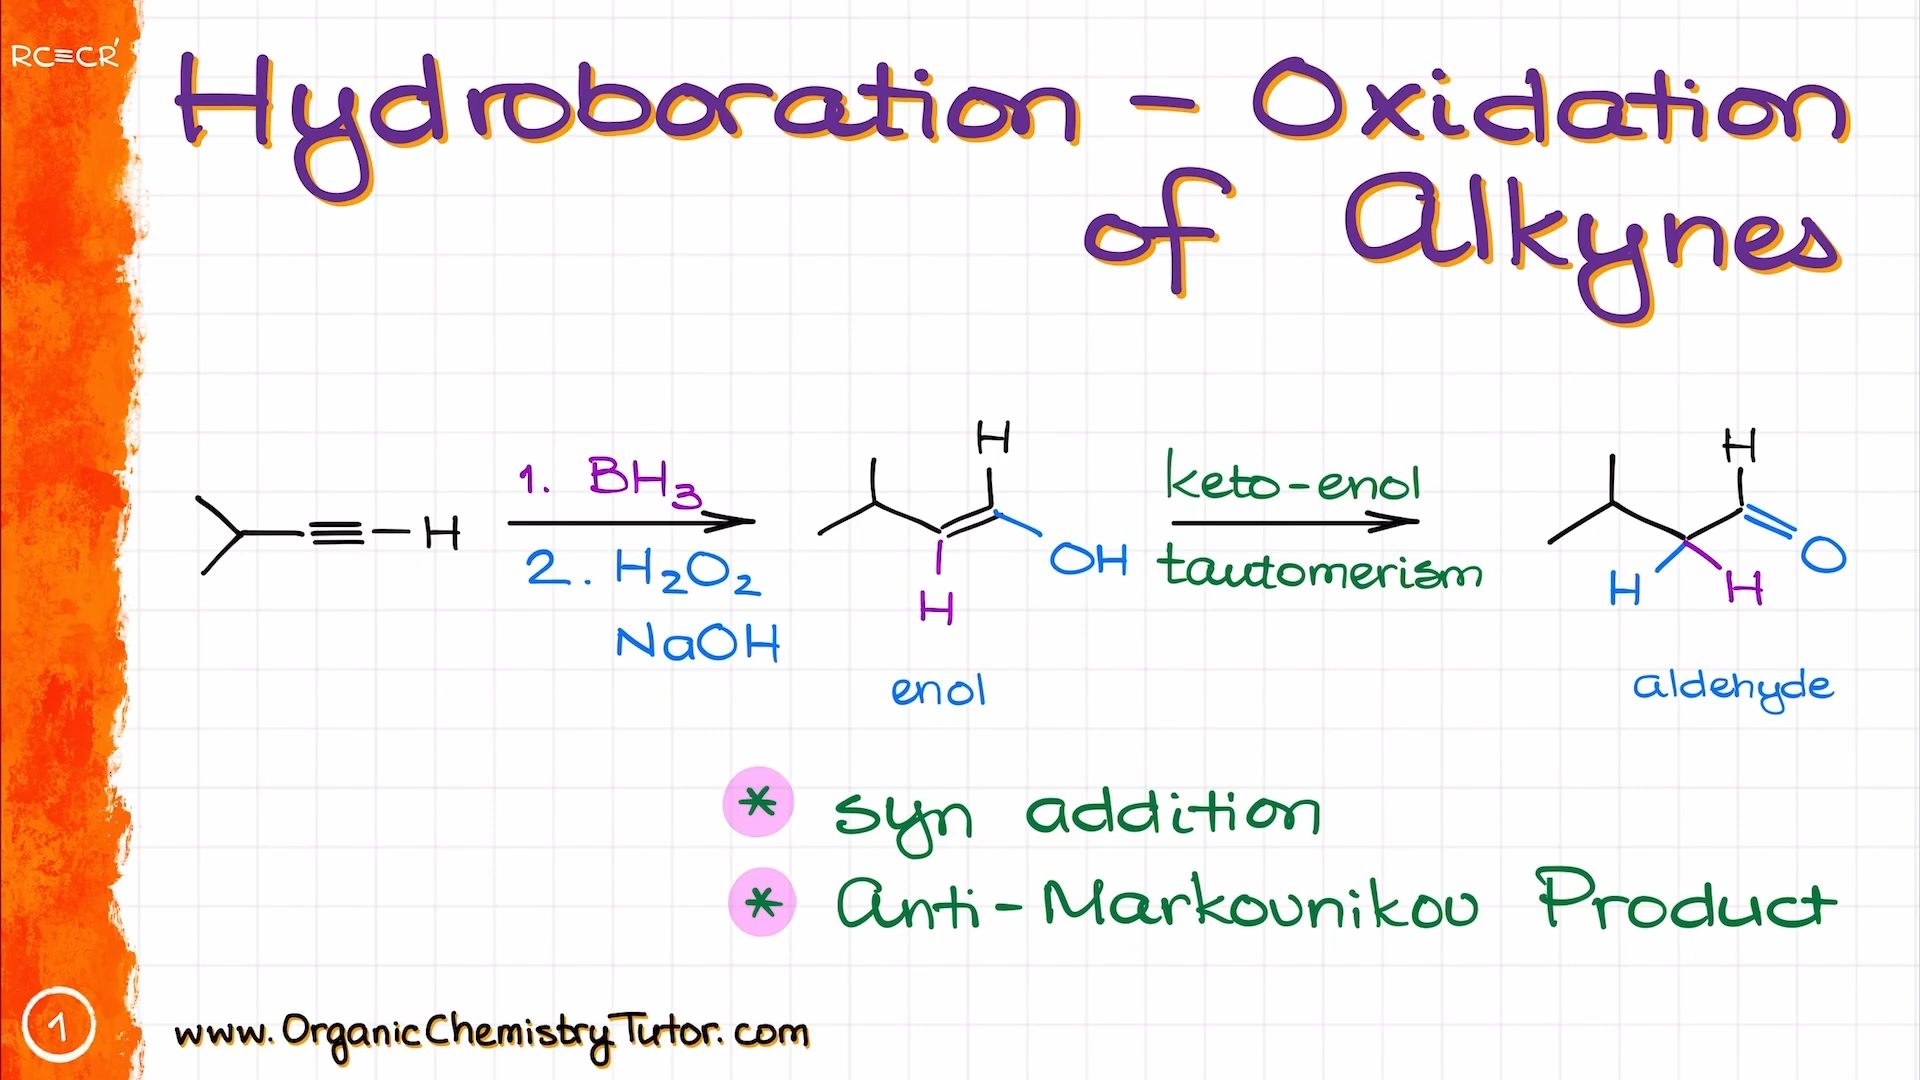 RC≡CR'
Hydroboration - Oxidation
of Alkynes
H
1. BH₃
2. H₂O₂
NaOH
H
OH
H
enol
keto-enol
tautomerism
H
O
H
H
aldehyde
* syn addition
* Anti-Markovnikov Product
1
www.OrganicChemistryTutor.com